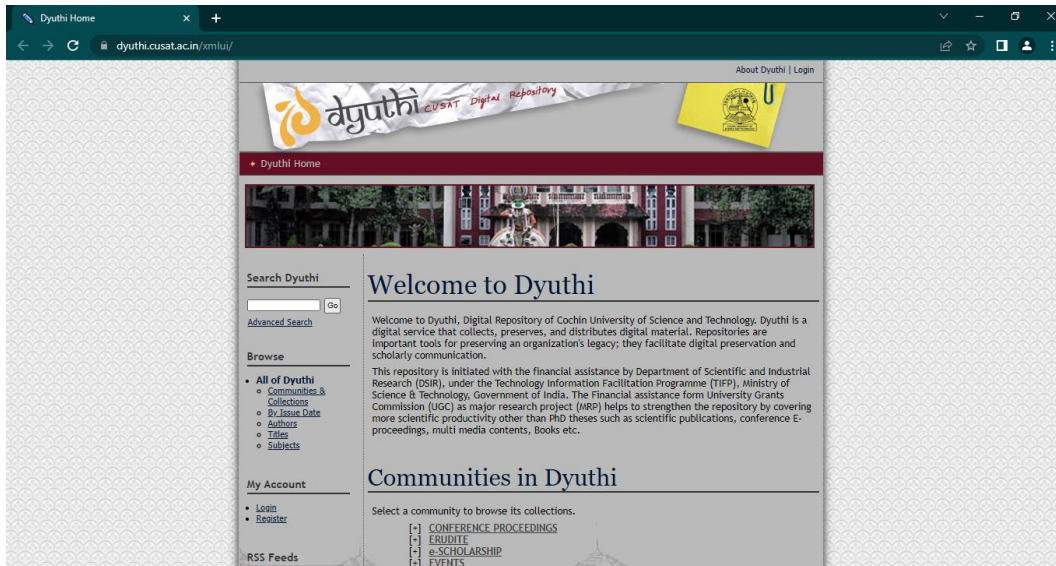 Dyuthi Home
dyuthi.cusat.ac.in/xmlui/
About Dyuthi | Login
dyuthi CUSAT Digital Repository
Dyuthi Home
Search Dyuthi
Go
Advanced Search
Browse
All of Dyuthi
Communities &
Collections
By Issue Date
Authors
Titles
Subjects
My Account
Login
Register
RSS Feeds
Welcome to Dyuthi
Welcome to Dyuthi, Digital Repository of Cochin University of Science and Technology. Dyuthi is a
digital service that collects, preserves, and distributes digital material. Repositories are
important tools for preserving an organization's legacy; they facilitate digital preservation and
scholarly communication.
This repository is initiated with the financial assistance by Department of Scientific and Industrial
Research (DSIR), under the Technology Information Facilitation Programme (TIFP), Ministry of
Science & Technology, Government of India. The Financial assistance form University Grants
Commission (UGC) as major research project (MRP) helps to strengthen the repository by covering
more scientific productivity other than PhD theses such as scientific publications, conference E-
proceedings, multi media contents, Books etc.
Communities in Dyuthi
Select a community to browse its collections.
[+] CONFERENCE PROCEEDINGS
[+] ERUDITE
[+] e-SCHOLARSHIP
[+] EVENTS